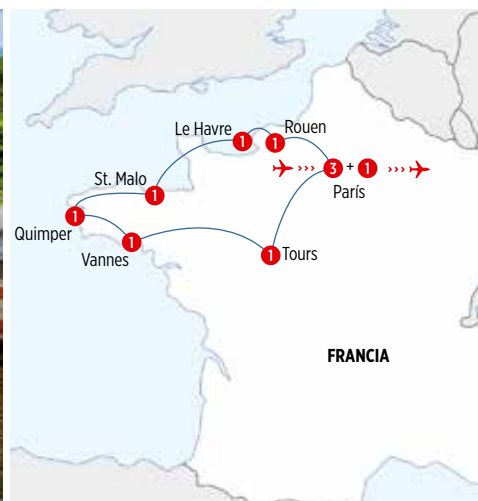 Le Havre
1
Rouen
1
3 + 1
París
St. Malo
1
1
Quimper
1
Vannes
1
Tours
FRANCIA